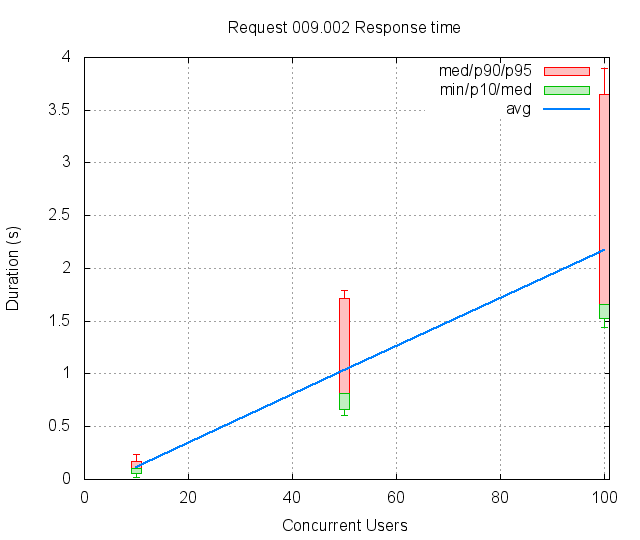 Request 009.002 Response time
med/p90/p95
min/p10/med
avg
4
3.5
3
2.5
2
1.5
1
0.5
0
0 20 40 60 80 100
Duration (s)
Concurrent Users